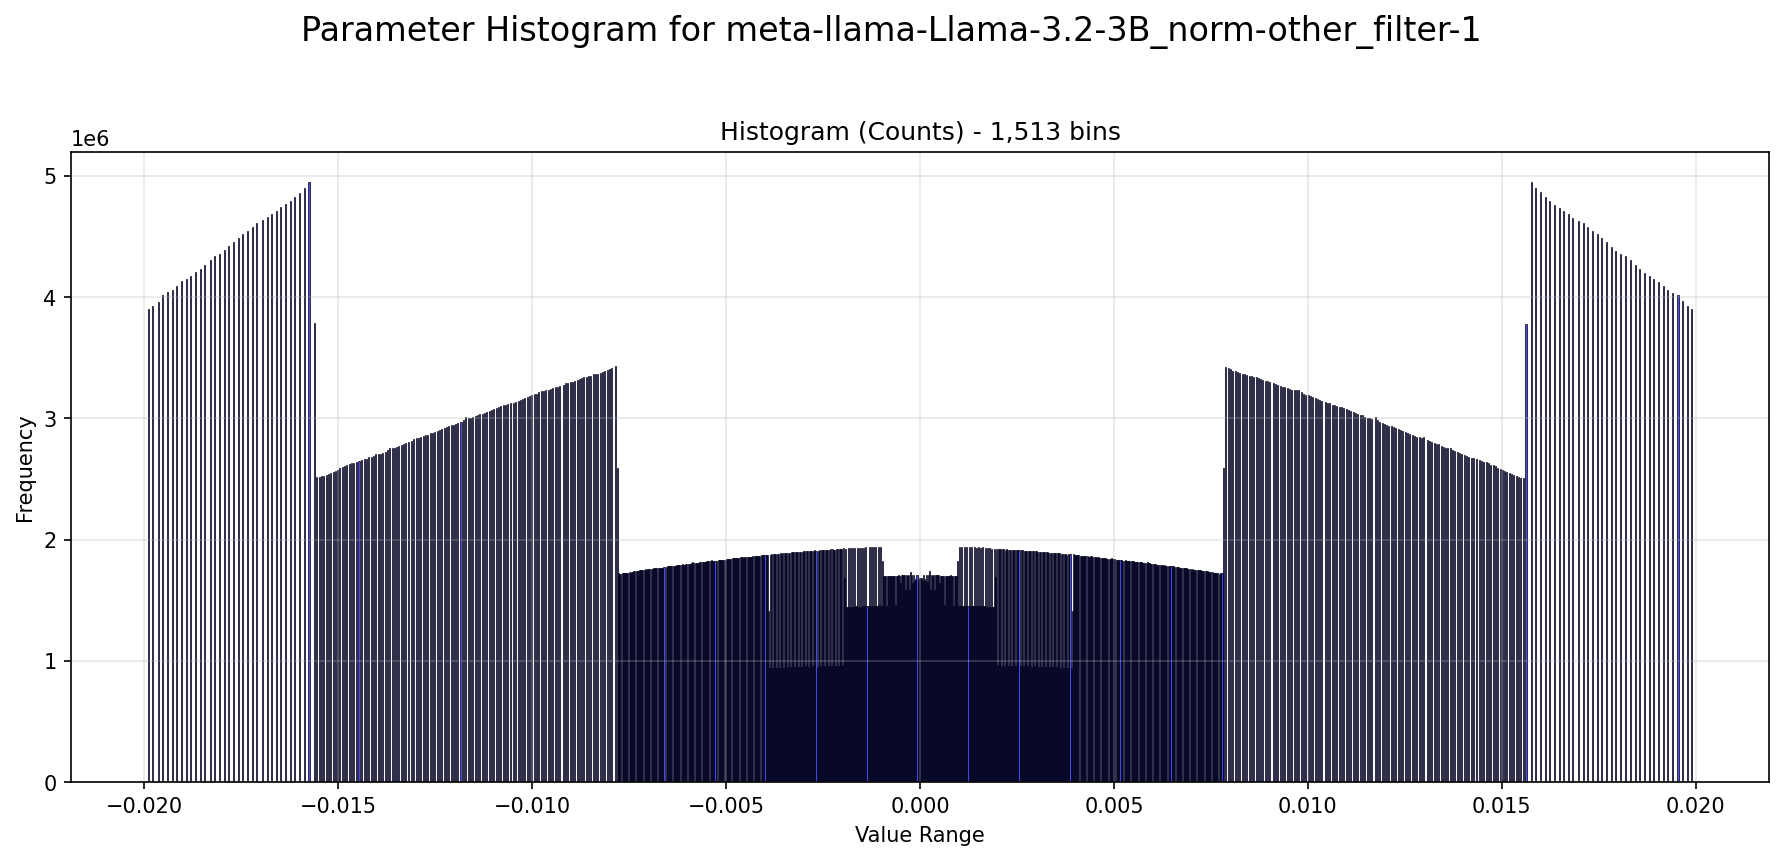 Parameter Histogram for meta-llama-Llama-3.2-3B_norm-other_filter-1
Histogram (Counts) - 1,513 bins
1e6
5
4
3
2
1
0
Frequency
−0.020 −0.015 −0.010 −0.005 0.000 0.005 0.010 0.015 0.020
Value Range